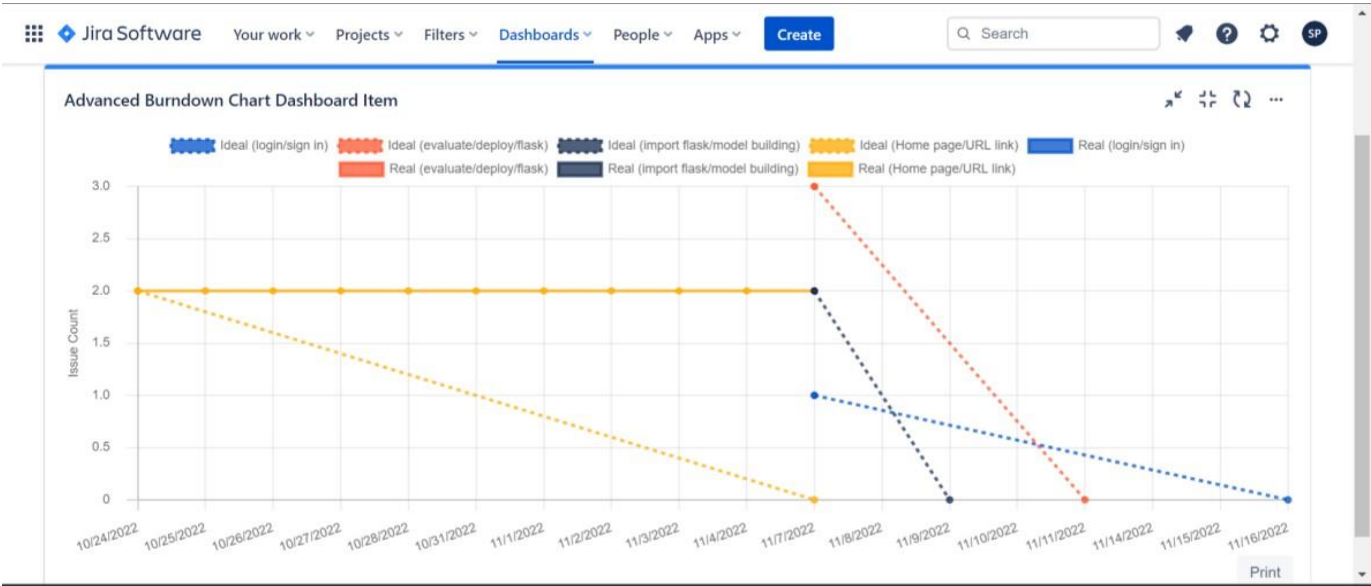 Jira Software Your work Projects Filters Dashboards People Apps Create Search SP
Advanced Burndown Chart Dashboard Item
Ideal (login/sign in) Ideal (evaluate/deploy/flask) Ideal (import flask/model building) Ideal (Home page/URL link) Real (login/sign in)
Real (evaluate/deploy/flask) Real (import flask/model building) Real (Home page/URL link)
3.0
2.5
2.0
1.5
1.0
0.5
0
Issue Count
10/24/2022 10/25/2022 10/26/2022 10/27/2022 10/28/2022 10/31/2022 11/1/2022 11/2/2022 11/3/2022 11/4/2022 11/7/2022 11/8/2022 11/9/2022 11/10/2022 11/11/2022 11/14/2022 11/15/2022 11/16/2022
Print